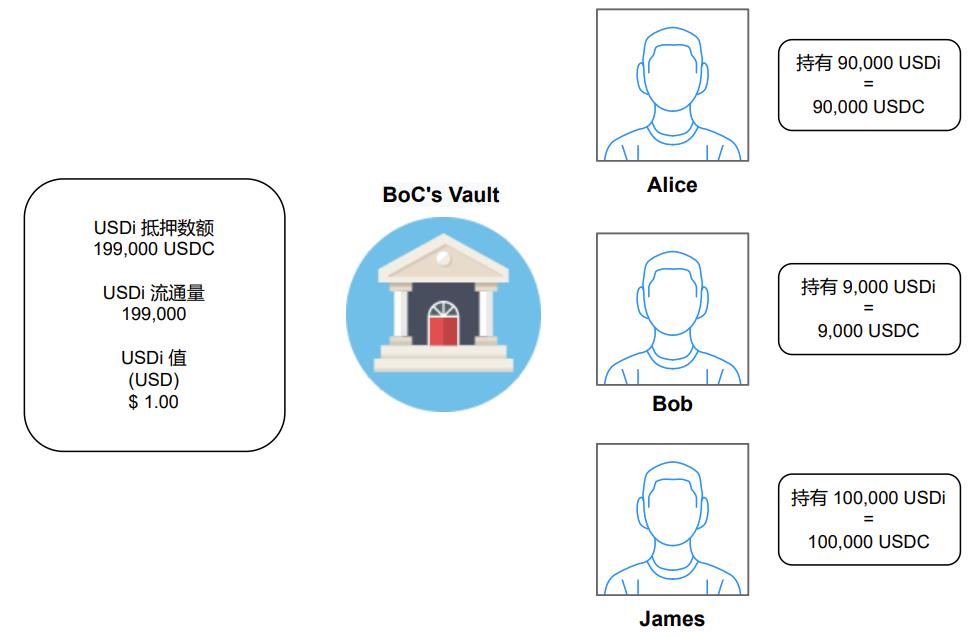 USDi 抵押数额
199,000 USDC
USDi 流通量
199,000
USDi 值
(USD)
$ 1.00
BoC's Vault
持有 90,000 USDi
=
90,000 USDC
Alice
持有 9,000 USDi
=
9,000 USDC
Bob
持有 100,000 USDi
=
100,000 USDC
James